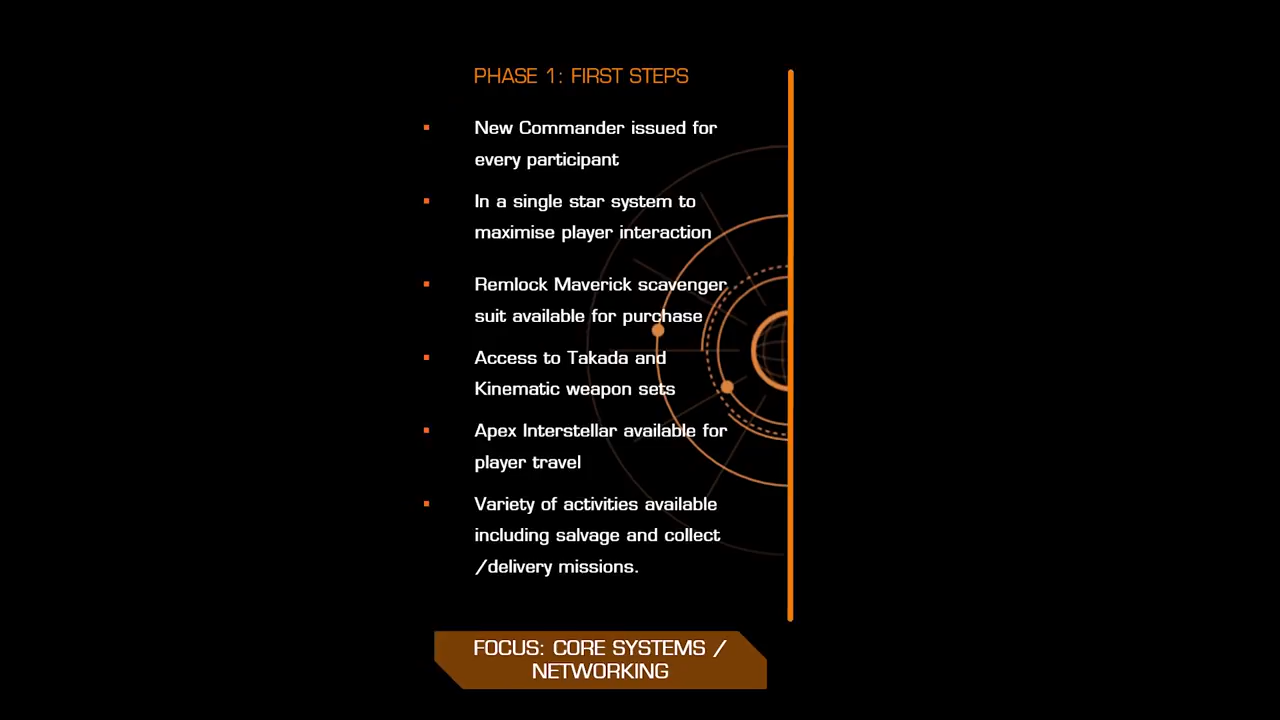 PHASE 1: FIRST STEPS
New Commander issued for
every participant
In a single star system to
maximise player interaction
Remlock Maverick scavenger
suit available for purchase
Access to Takada and
Kinematic weapon sets
Apex Interstellar available for
player travel
Variety of activities available
including salvage and collect
/delivery missions.
FOCUS: CORE SYSTEMS /
NETWORKING